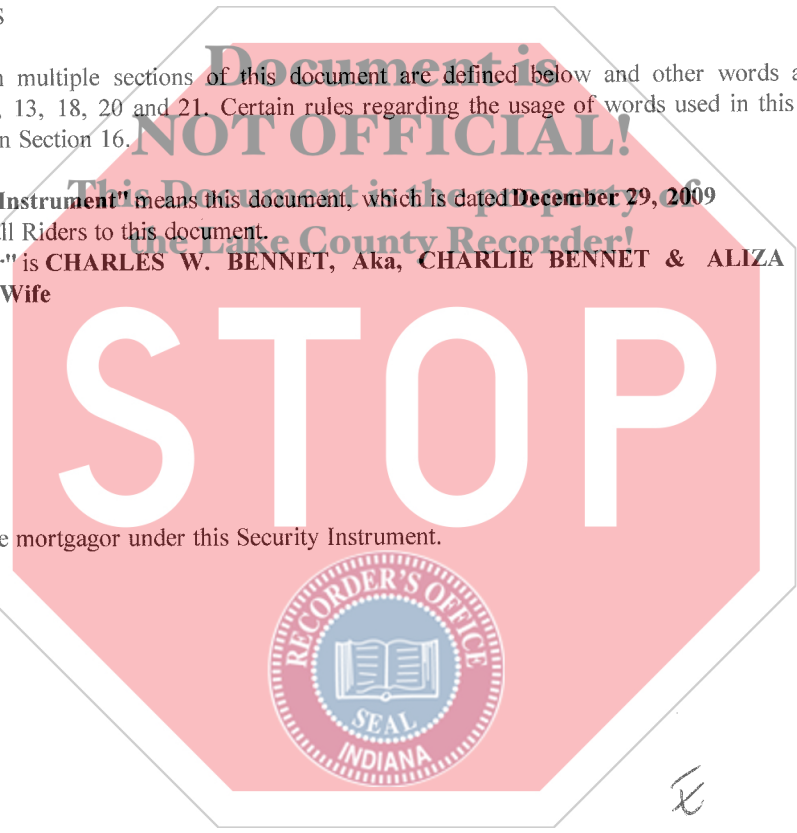 S
Document is
n multiple sections of this document are defined below and other words a
, 13, 18, 20 and 21. Certain rules regarding the usage of words used in this
n Section 16.
NOT OFFICIAL!
This Document is the property of
Instrument" means this document, which is dated December 29, 2009
ll Riders to this document.
the Lake County Recorder!
r" is CHARLES W. BENNET, Aka, CHARLIE BENNET & ALIZA
Wife
STOP
e mortgagor under this Security Instrument.
RECORDER'S OFFICE
SEAL
INDIANA